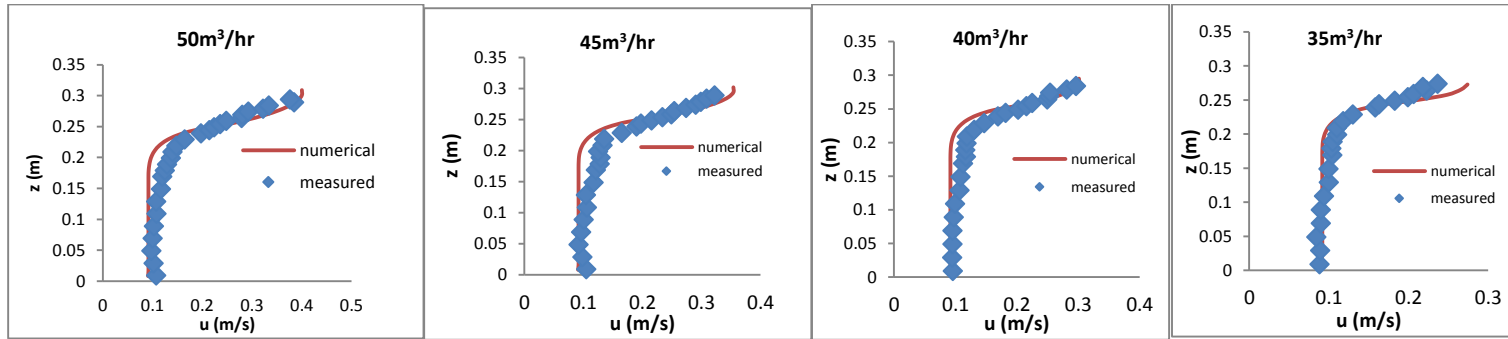 50m³/hr
0.35
0.3
0.25
0.2
0.15
0.1
0.05
0
z (m)
numerical
measured
0 0.1 0.2 0.3 0.4 0.5
u (m/s)
45m³/hr
0.35
0.3
0.25
0.2
0.15
0.1
0.05
0
z (m)
numerical
measured
0 0.1 0.2 0.3 0.4
u (m/s)
40m³/hr
0.35
0.3
0.25
0.2
0.15
0.1
0.05
0
z (m)
numerical
measured
0 0.1 0.2 0.3 0.4
u (m/s)
35m³/hr
0.35
0.3
0.25
0.2
0.15
0.1
0.05
0
z (m)
numerical
measured
0 0.1 0.2 0.3
u (m/s)